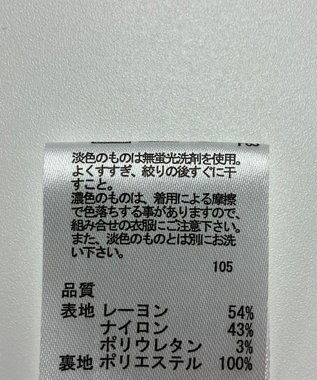 淡色のものは無蛍光洗剤を使用。
よくすすぎ、絞りの後すぐに干
すこと。
濃色のものは、着用による摩擦
で色落ちする事がありますので、
組み合せの衣服にご注意下さい。
また、淡色のものとは別にお洗
い下さい。
105
品質
表地 レーヨン 54%
ナイロン 43%
ポリウレタン 3%
裏地 ポリエステル 100%